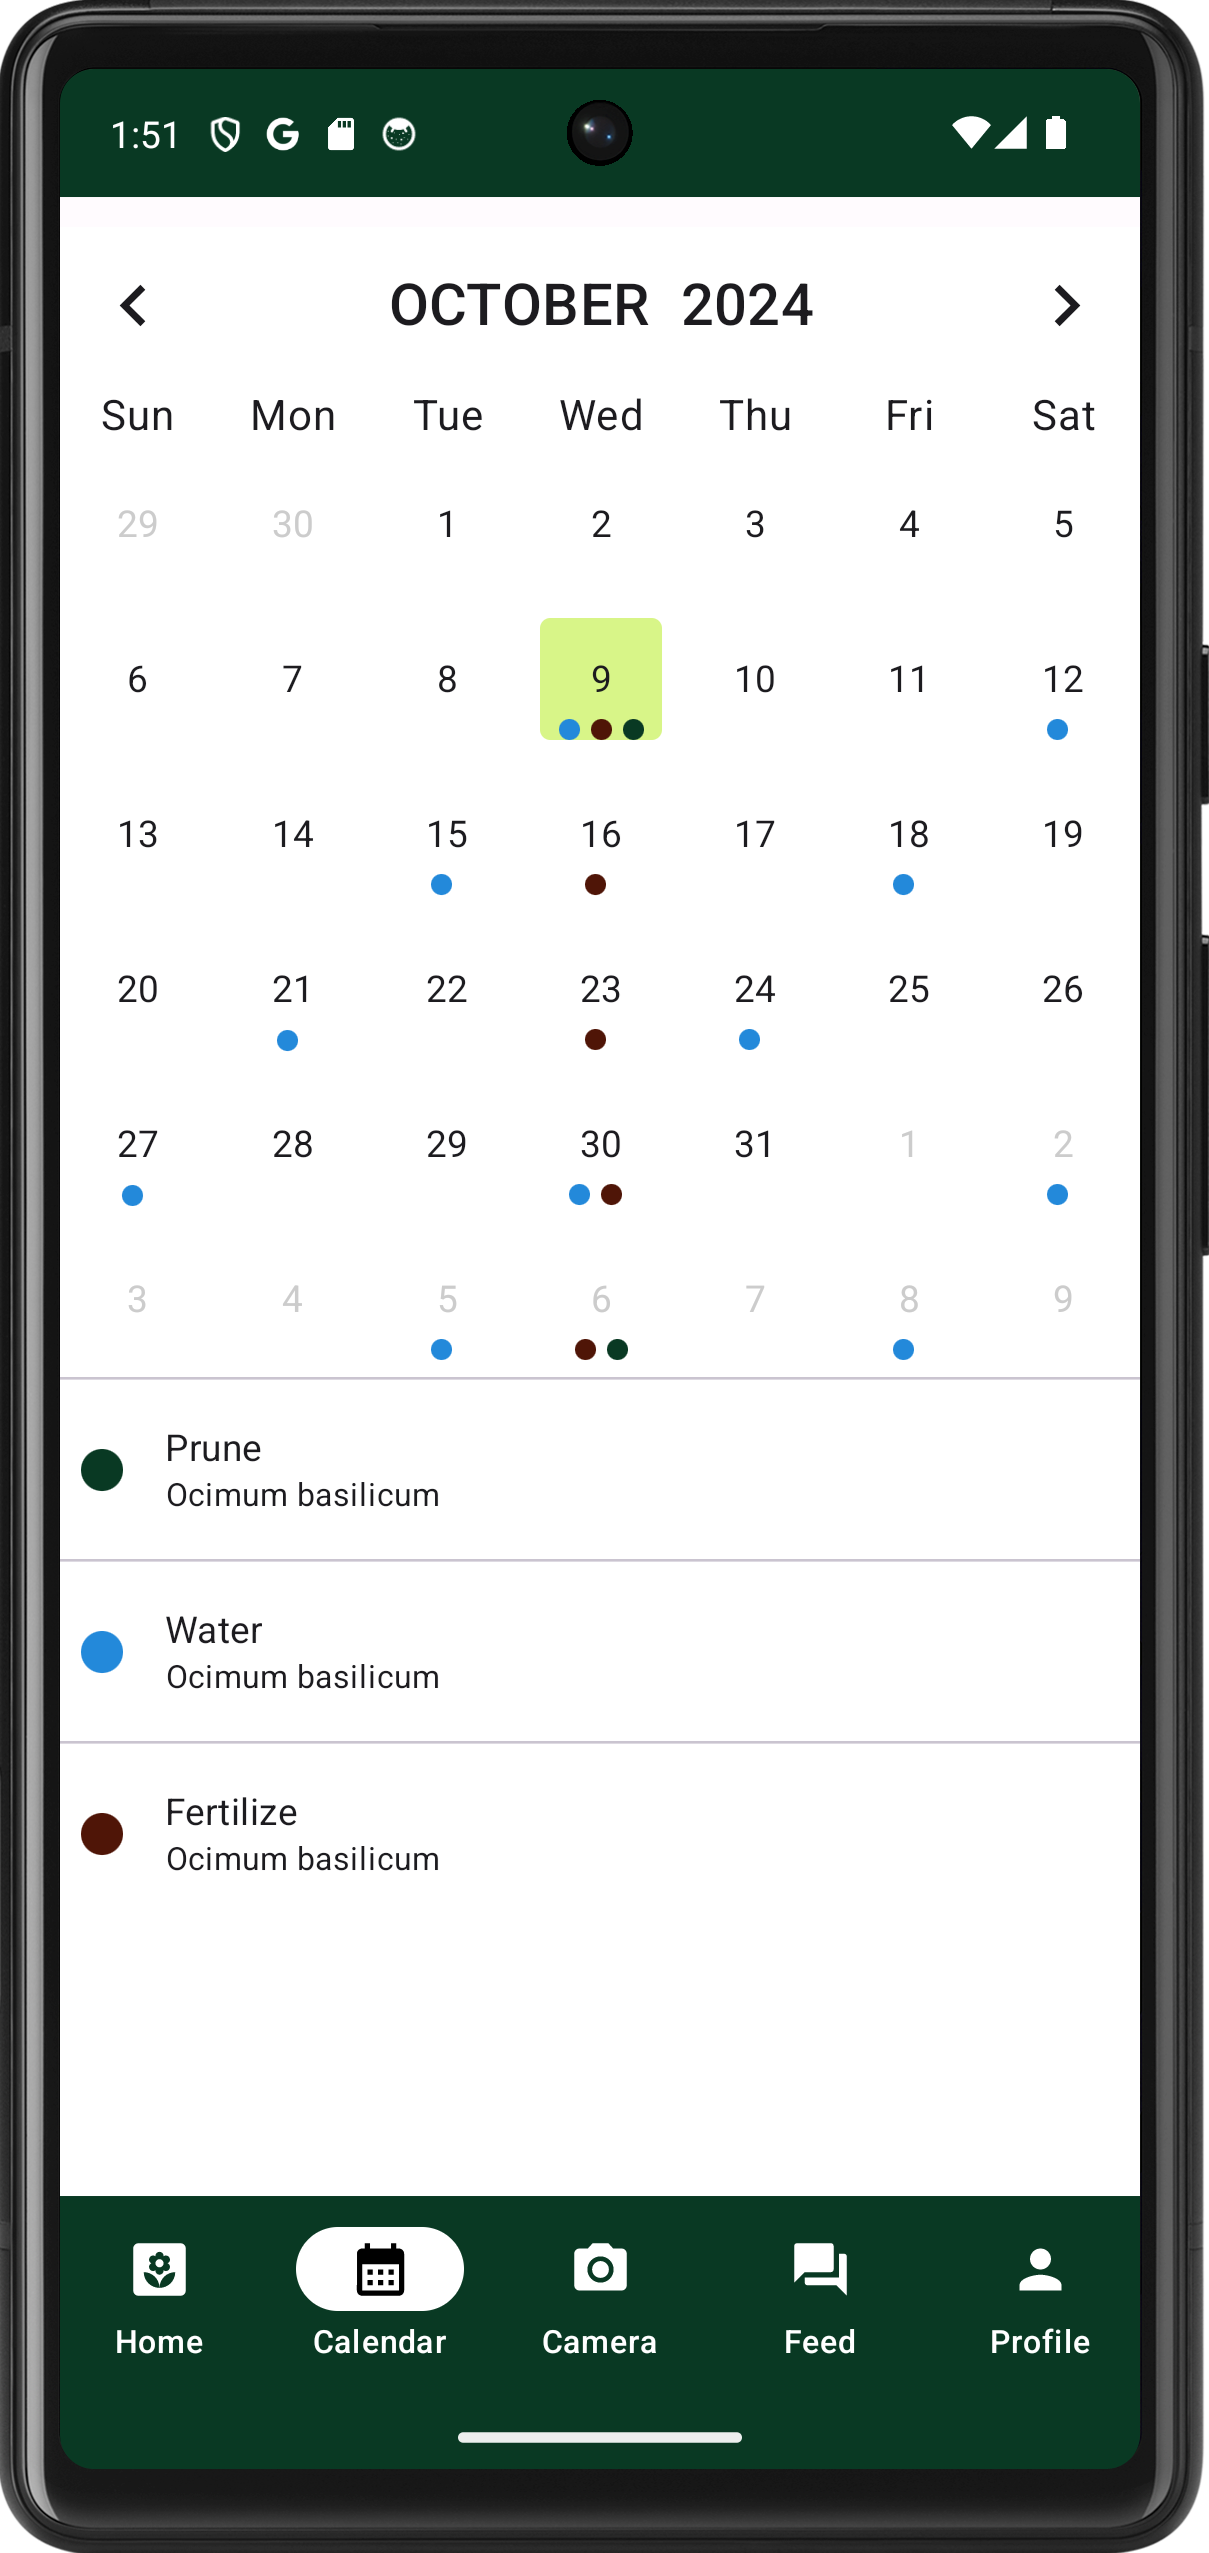 1:51
OCTOBER 2024
Sun Mon Tue Wed Thu Fri Sat
29 30 1 2 3 4 5
6 7 8 9 10 11 12
13 14 15 16 17 18 19
20 21 22 23 24 25 26
27 28 29 30 31 1 2
3 4 5 6 7 8 9
Prune
Ocimum basilicum
Water
Ocimum basilicum
Fertilize
Ocimum basilicum
Home Calendar Camera Feed Profile